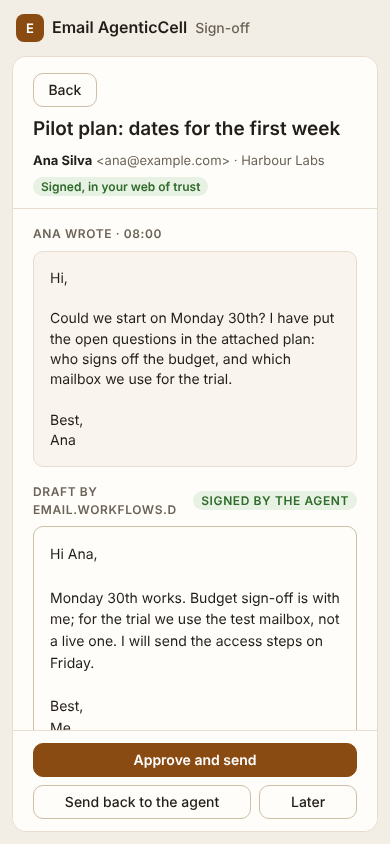 E Email AgenticCell Sign-off
Back
Pilot plan: dates for the first week
Ana Silva <ana@example.com> · Harbour Labs
Signed, in your web of trust
ANA WROTE · 08:00
Hi,
Could we start on Monday 30th? I have put
the open questions in the attached plan:
who signs off the budget, and which
mailbox we use for the trial.
Best,
Ana
DRAFT BY
EMAIL.WORKFLOWS.D
SIGNED BY THE AGENT
Hi Ana,
Monday 30th works. Budget sign-off is with
me; for the trial we use the test mailbox, not
a live one. I will send the access steps on
Friday.
Best,
Me
Approve and send
Send back to the agent
Later